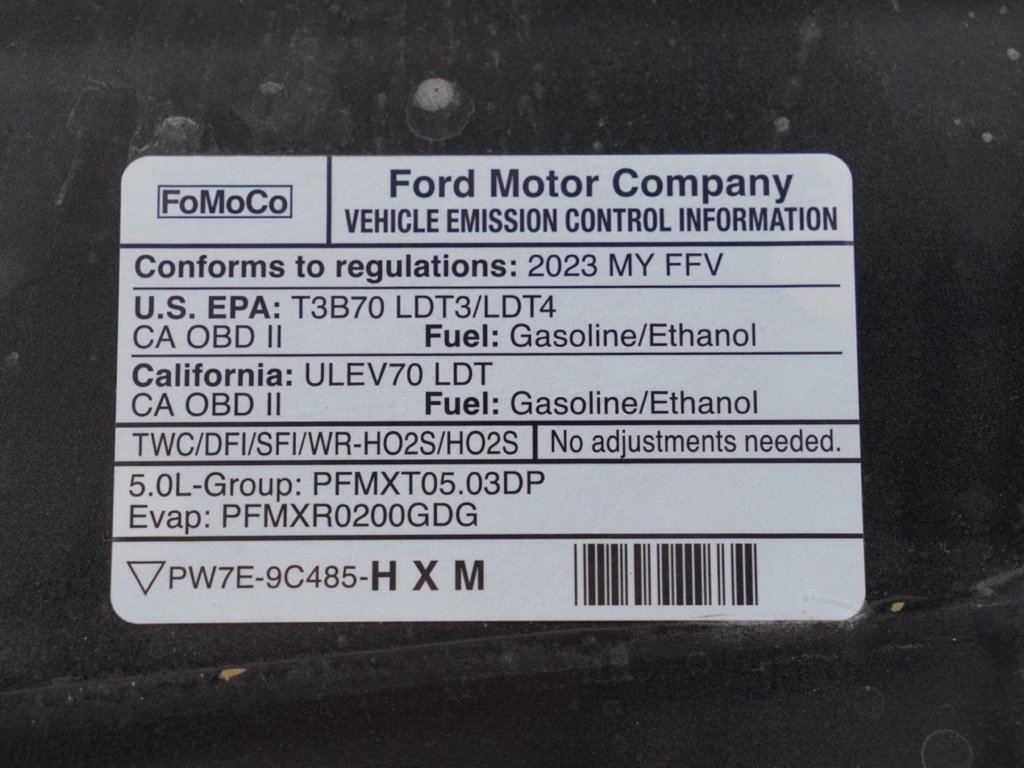 FoMoCo
Ford Motor Company
VEHICLE EMISSION CONTROL INFORMATION
Conforms to regulations: 2023 MY FFV
U.S. EPA: T3B70 LDT3/LDT4
CA OBD II Fuel: Gasoline/Ethanol
California: ULEV70 LDT
CA OBD II Fuel: Gasoline/Ethanol
TWC/DFI/SFI/WR-HO2S/HO2S No adjustments needed.
5.0L-Group: PFMXT05.03DP
Evap: PFMXR0200GDG
PW7E-9C485-H X M